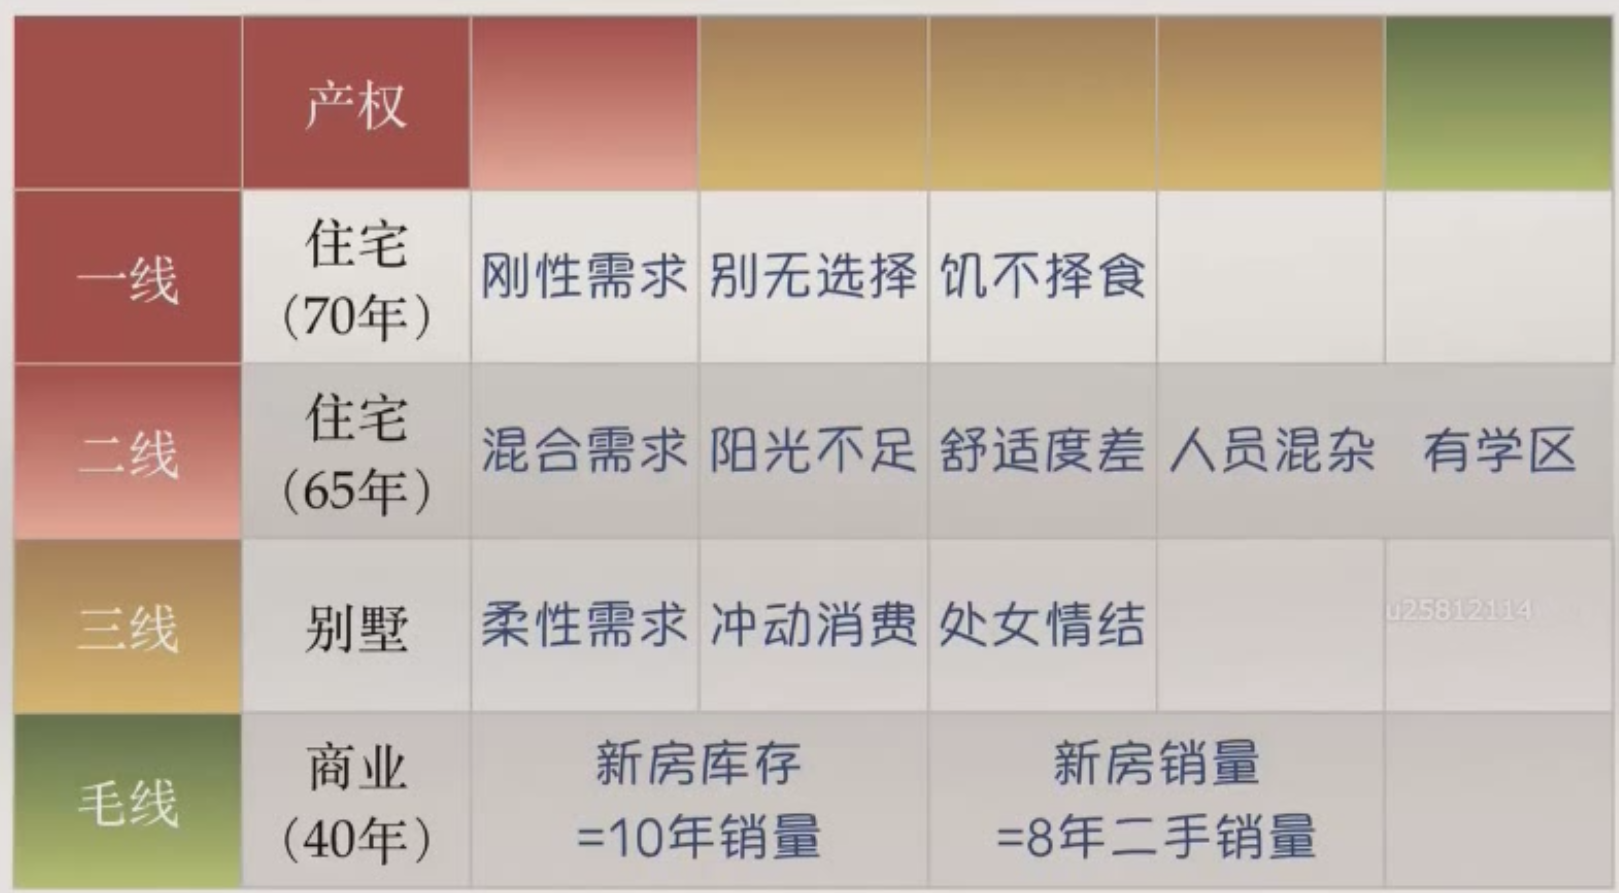 产权
一线
住宅
（70年）
刚性需求
别无选择
饥不择食
二线
住宅
（65年）
混合需求
阳光不足
舒适度差
人员混杂
有学区
三线
别墅
柔性需求
冲动消费
处女情结
u25812114
毛线
商业
（40年）
新房库存
=10年销量
新房销量
=8年二手销量